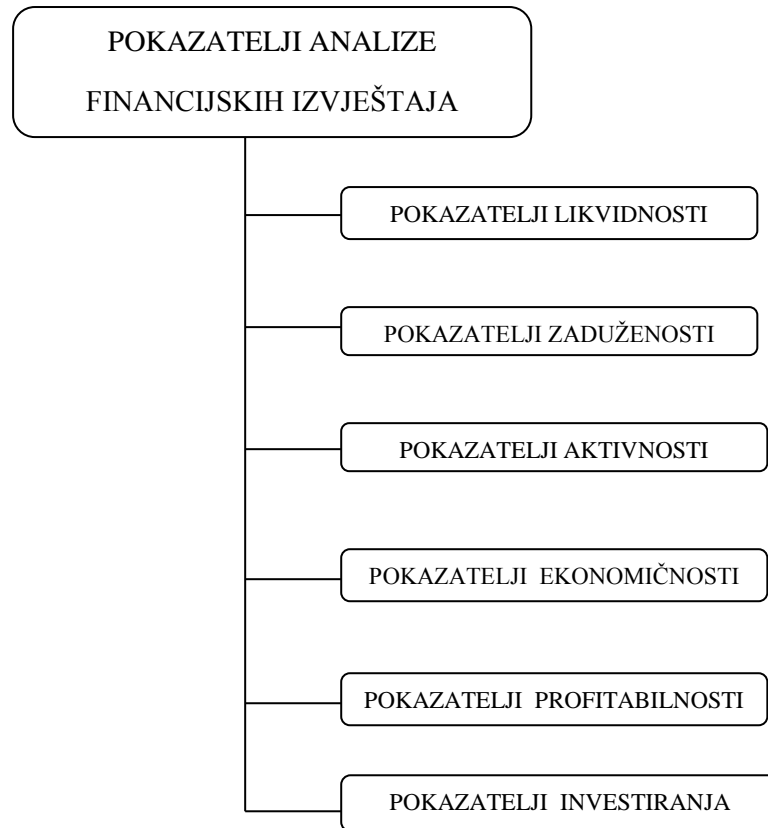 POKAZATELJI ANALIZE
FINANCIJSKIH IZVJEŠTAJA
POKAZATELJI LIKVIDNOSTI
POKAZATELJI ZADUŽENOSTI
POKAZATELJI AKTIVNOSTI
POKAZATELJI EKONOMIČNOSTI
POKAZATELJI PROFITABILNOSTI
POKAZATELJI INVESTIRANJA